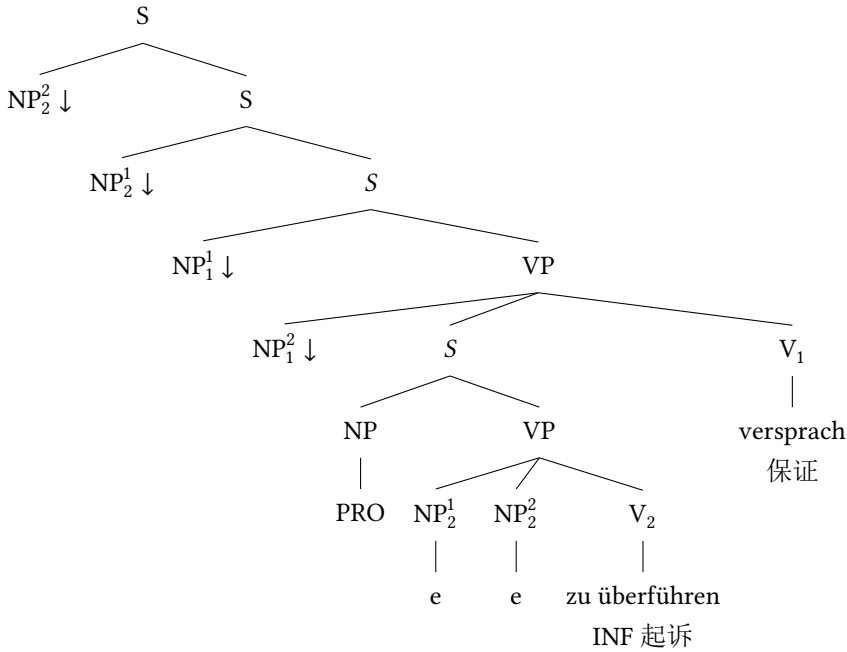 S
NP₂² ↓ S
NP₂¹ ↓ S
NP₁¹ ↓ VP
NP₁² ↓ S V₁
NP VP versprach
保证
PRO NP₂¹ NP₂² V₂
e e zu überführen
INF 起诉